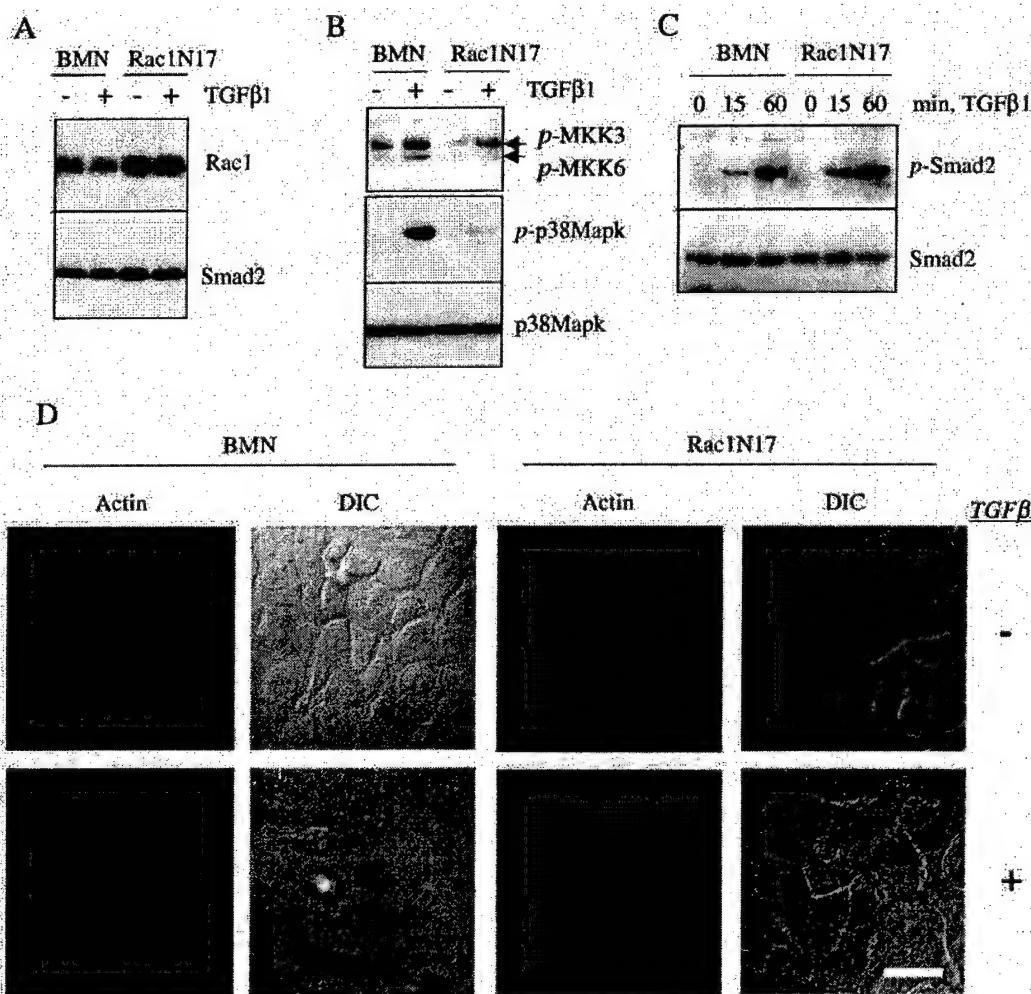 A
BMN Rac1N17
- + - + TGFβ1
Rac1
Smad2
B
BMN Rac1N17
- + - + TGFβ1
p-MKK3
p-MKK6
p-p38Mapk
p38Mapk
C
BMN Rac1N17
0 15 60 0 15 60 min, TGFβ1
p-Smad2
Smad2
D
BMN Rac1N17
Actin DIC Actin DIC TGFβ
-
+